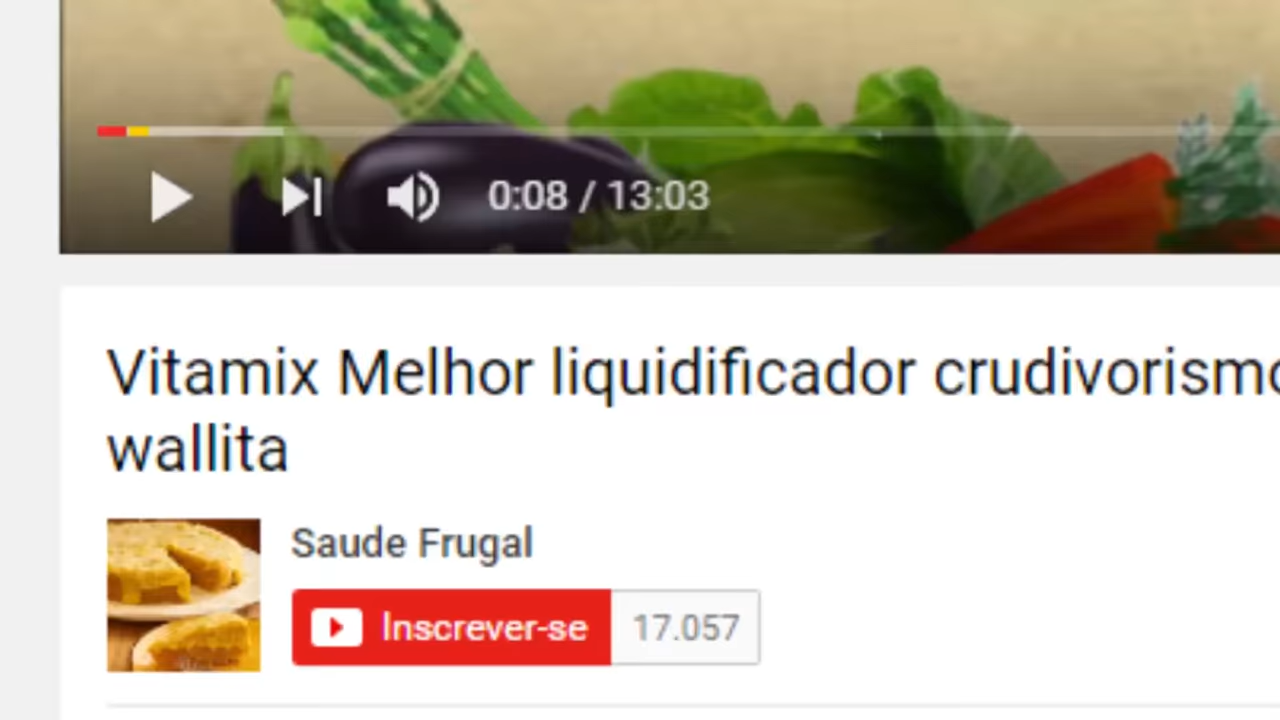 0:08 / 13:03
Vitamix Melhor liquidificador crudivorismo
wallita
Saude Frugal
Inscrever-se 17.057